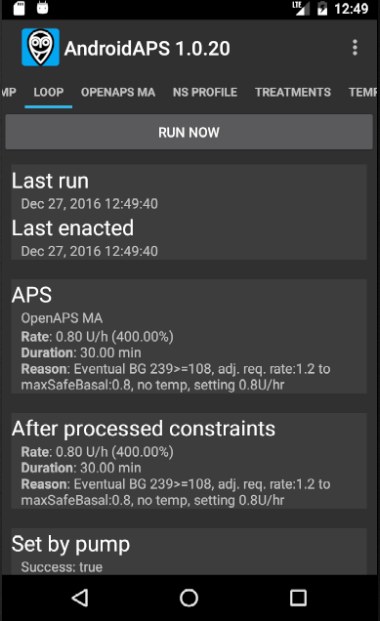 LTE 12:49
AndroidAPS 1.0.20
MP LOOP OPENAPS MA NS PROFILE TREATMENTS TEMP
RUN NOW
Last run
Dec 27, 2016 12:49:40
Last enacted
Dec 27, 2016 12:49:40
APS
OpenAPS MA
Rate: 0.80 U/h (400.00%)
Duration: 30.00 min
Reason: Eventual BG 239>=108, adj. req. rate:1.2 to
maxSafeBasal:0.8, no temp, setting 0.8U/hr
After processed constraints
Rate: 0.80 U/h (400.00%)
Duration: 30.00 min
Reason: Eventual BG 239>=108, adj. req. rate:1.2 to
maxSafeBasal:0.8, no temp, setting 0.8U/hr
Set by pump
Success: true